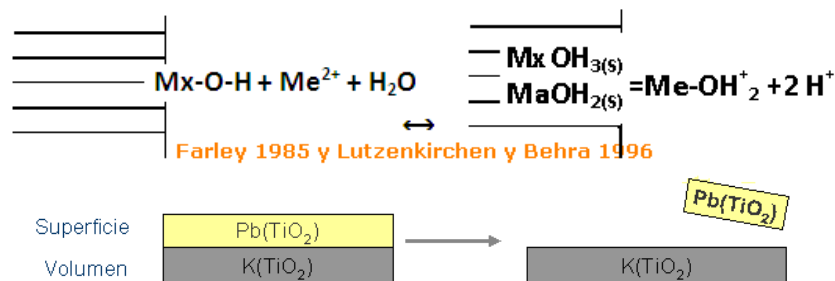 Mx-O-H + Me²⁺ + H₂O ↔ Mx OH₃₍ₛ₎
MaOH₂₍ₛ₎ =Me-OH⁺₂ +2 H⁺
Farley 1985 y Lutzenkirchen y Behra 1996
Pb(TiO₂)
Superficie Pb(TiO₂)
Volumen K(TiO₂) K(TiO₂)